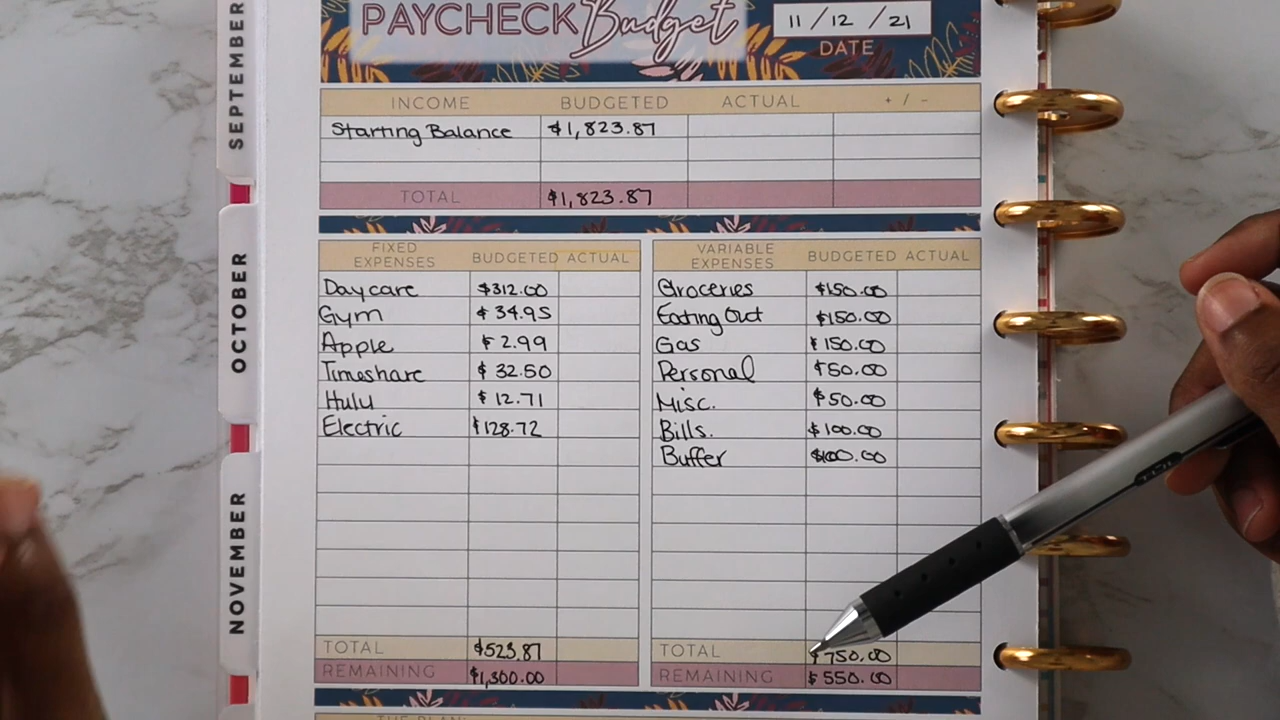 PAYCHECK Budget
11/12/21
DATE
SEPTEMBER
OCTOBER
NOVEMBER
INCOME BUDGETED ACTUAL + / -
Starting Balance $1,823.87
TOTAL $1,823.87
FIXED EXPENSES BUDGETED ACTUAL
Daycare $312.00
Gym $34.95
Apple $2.99
Timeshare $32.50
Hulu $12.71
Electric $128.72
TOTAL $523.87
REMAINING $1,300.00
VARIABLE EXPENSES BUDGETED ACTUAL
Groceries $150.00
Eating Out $150.00
Gas $150.00
Personal $50.00
Misc. $50.00
Bills. $100.00
Buffer $100.00
TOTAL $750.00
REMAINING $550.00
THE PLAN